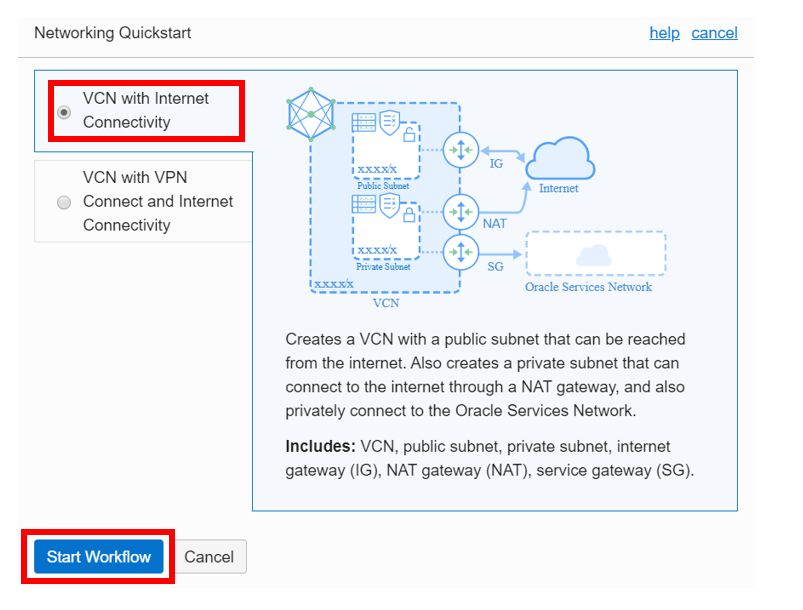 Networking Quickstart
help cancel
VCN with Internet
Connectivity
VCN with VPN
Connect and Internet
Connectivity
xxxx/x
Public Subnet
IG
Internet
xxxx/x
Private Subnet
NAT
SG
xxxx/x
VCN
Oracle Services Network
Creates a VCN with a public subnet that can be reached
from the internet. Also creates a private subnet that can
connect to the internet through a NAT gateway, and also
privately connect to the Oracle Services Network.
Includes: VCN, public subnet, private subnet, internet
gateway (IG), NAT gateway (NAT), service gateway (SG).
Start Workflow
Cancel